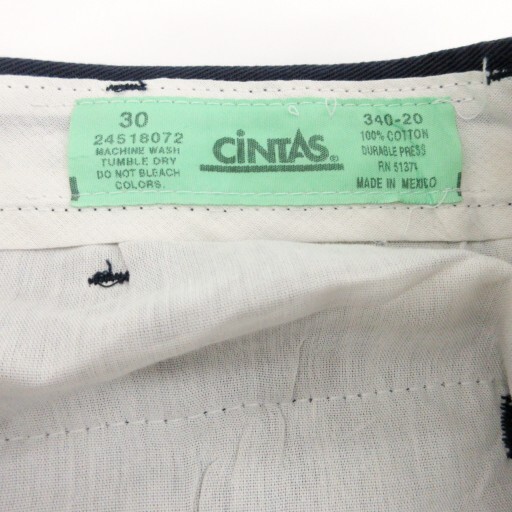 30
24518072
MACHINE WASH
TUMBLE DRY
DO NOT BLEACH
COLORS.
CINTAS®
340-20
100% COTTON
DURABLE PRESS
RN 51374
MADE IN MEXICO